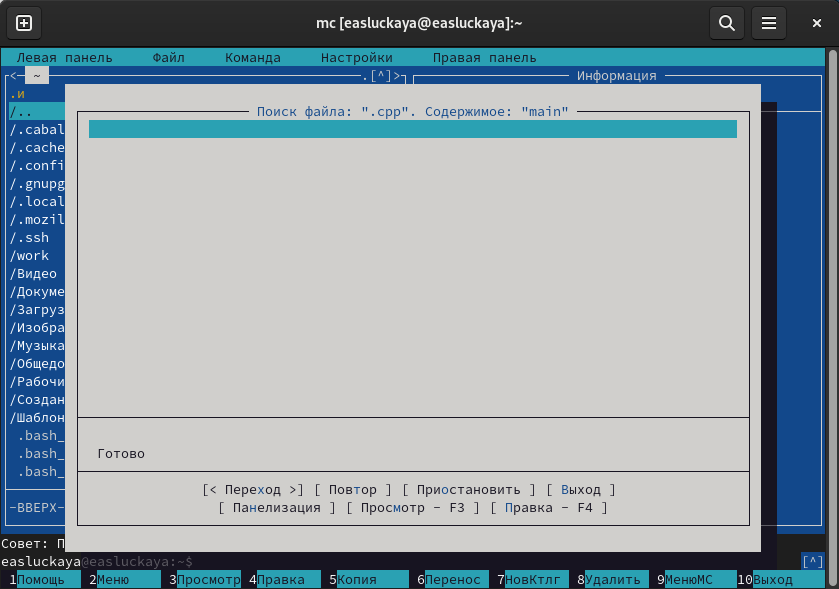 mc [easluckaya@easluckaya]:~
Левая панель Файл Команда Настройки Правая панель
<- ~ .[^]> Информация
.и
/..
/.cabal
/.cache
/.confi
/.gnupg
/.local
/.mozil
/.ssh
/work
/Видео
/Докуме
/Загруз
/Изобра
/Музыка
/Общедо
/Рабочи
/Создан
/Шаблон
.bash_
.bash_
.bash_
-ВВЕРХ-
Поиск файла: ".cpp". Содержимое: "main"
Готово
[< Переход >] [ Повтор ] [ Приостановить ] [ Выход ]
[ Панелизация ] [ Просмотр - F3 ] [ Правка - F4 ]
Совет: П
easluckaya@easluckaya:~$ [^]
1Помощь 2Меню 3Просмотр 4Правка 5Копия 6Перенос 7НовКтлг 8Удалить 9МенюMC 10Выход